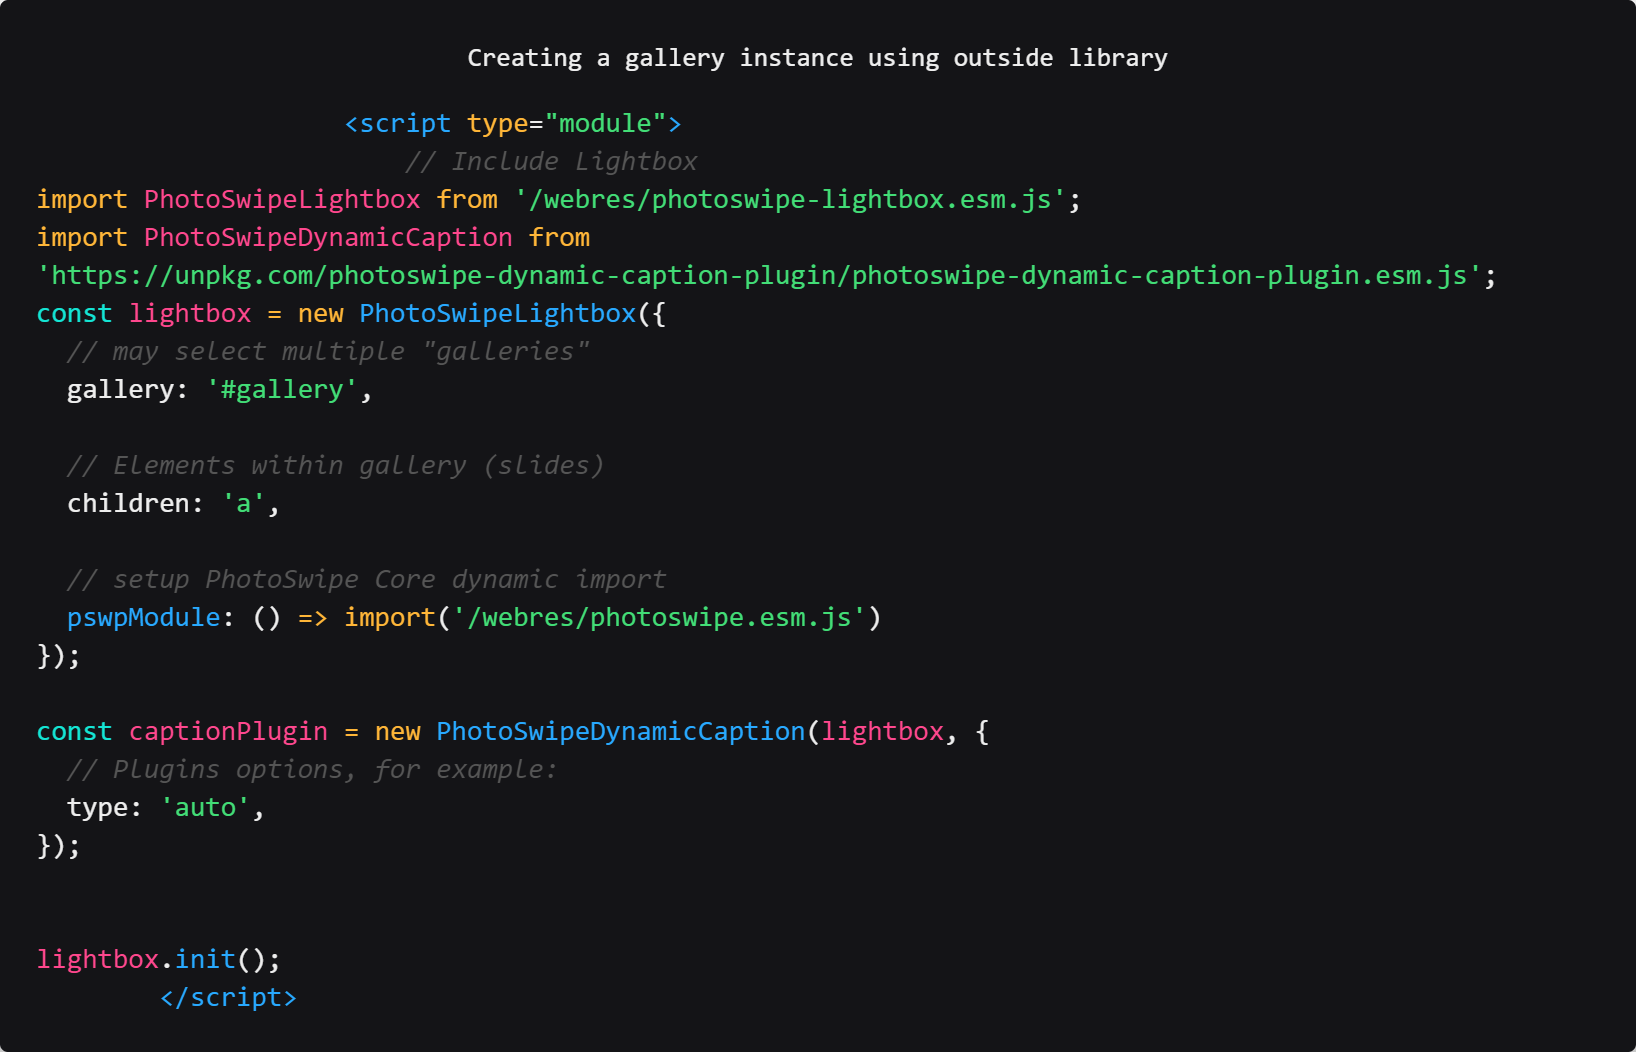 Creating a gallery instance using outside library
<script type="module">
// Include Lightbox
import PhotoSwipeLightbox from '/webres/photoswipe-lightbox.esm.js';
import PhotoSwipeDynamicCaption from
'https://unpkg.com/photoswipe-dynamic-caption-plugin/photoswipe-dynamic-caption-plugin.esm.js';
const lightbox = new PhotoSwipeLightbox({
  // may select multiple "galleries"
  gallery: '#gallery',

  // Elements within gallery (slides)
  children: 'a',

  // setup PhotoSwipe Core dynamic import
  pswpModule: () => import('/webres/photoswipe.esm.js')
});

const captionPlugin = new PhotoSwipeDynamicCaption(lightbox, {
  // Plugins options, for example:
  type: 'auto',
});

lightbox.init();
</script>